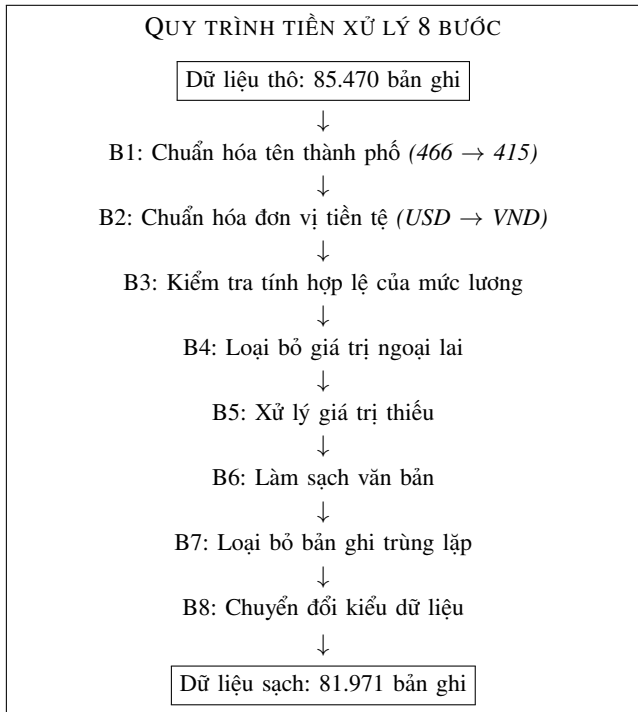 QUY TRÌNH TIỀN XỬ LÝ 8 BƯỚC
Dữ liệu thô: 85.470 bản ghi
↓
B1: Chuẩn hóa tên thành phố (466 → 415)
↓
B2: Chuẩn hóa đơn vị tiền tệ (USD → VND)
↓
B3: Kiểm tra tính hợp lệ của mức lương
↓
B4: Loại bỏ giá trị ngoại lai
↓
B5: Xử lý giá trị thiếu
↓
B6: Làm sạch văn bản
↓
B7: Loại bỏ bản ghi trùng lặp
↓
B8: Chuyển đổi kiểu dữ liệu
↓
Dữ liệu sạch: 81.971 bản ghi